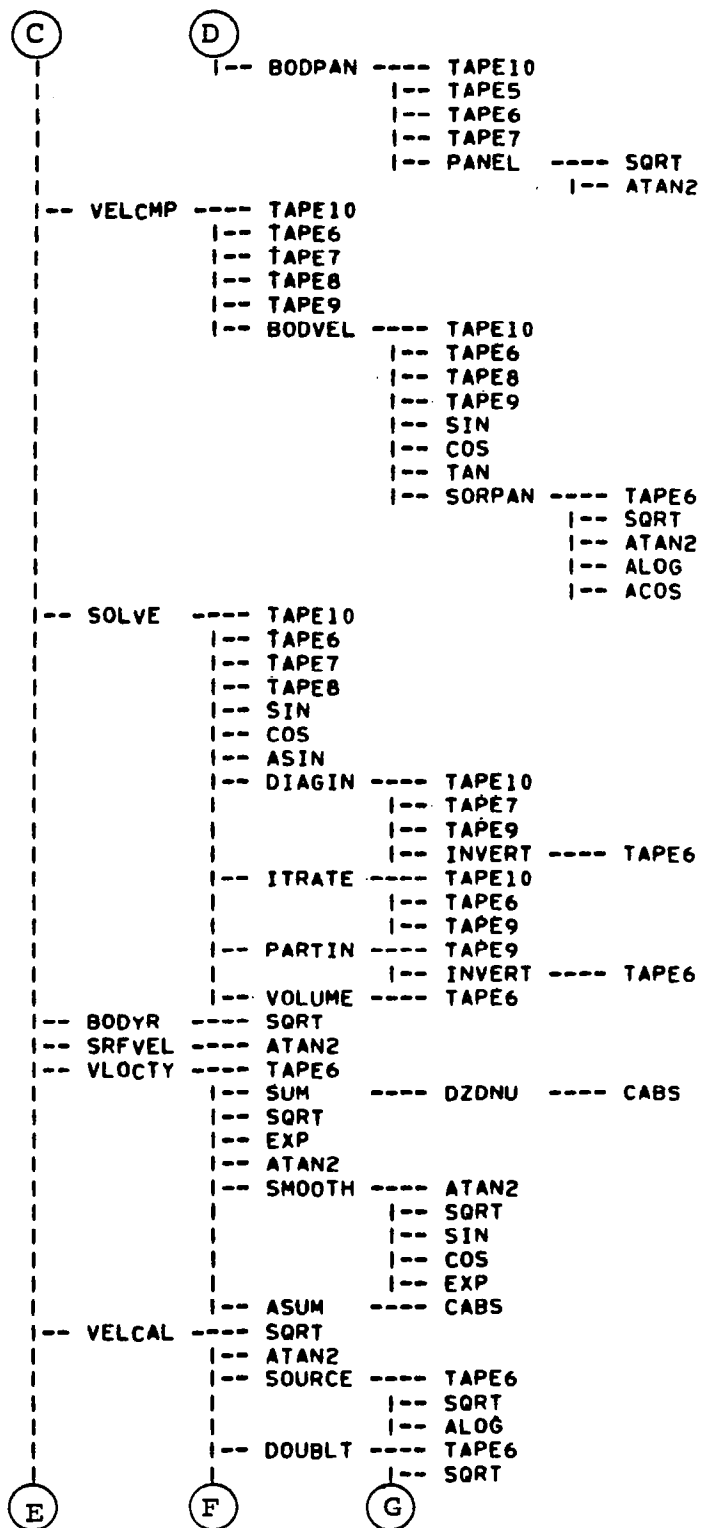 C D
|-- BODPAN ---- TAPE10
|-- TAPE5
|-- TAPE6
|-- TAPE7
|-- PANEL ---- SQRT
|-- ATAN2
|-- VELCMP ---- TAPE10
|-- TAPE6
|-- TAPE7
|-- TAPE8
|-- TAPE9
|-- BODVEL ---- TAPE10
|-- TAPE6
|-- TAPE8
|-- TAPE9
|-- SIN
|-- COS
|-- TAN
|-- SORPAN ---- TAPE6
|-- SQRT
|-- ATAN2
|-- ALOG
|-- ACOS
|-- SOLVE ---- TAPE10
|-- TAPE6
|-- TAPE7
|-- TAPE8
|-- SIN
|-- COS
|-- ASIN
|-- DIAGIN ---- TAPE10
|-- TAPE7
|-- TAPE9
|-- INVERT ---- TAPE6
|-- ITRATE ---- TAPE10
|-- TAPE6
|-- TAPE9
|-- PARTIN ---- TAPE9
|-- INVERT ---- TAPE6
|-- VOLUME ---- TAPE6
|-- BODYR ---- SQRT
|-- SRFVEL ---- ATAN2
|-- VLOCTY ---- TAPE6
|-- SUM ---- DZDNU ---- CABS
|-- SQRT
|-- EXP
|-- ATAN2
|-- SMOOTH ---- ATAN2
|-- SQRT
|-- SIN
|-- COS
|-- EXP
|-- ASUM ---- CABS
|-- VELCAL ---- SQRT
|-- ATAN2
|-- SOURCE ---- TAPE6
|-- SQRT
|-- ALOG
|-- DOUBLT ---- TAPE6
|-- SQRT
E F G